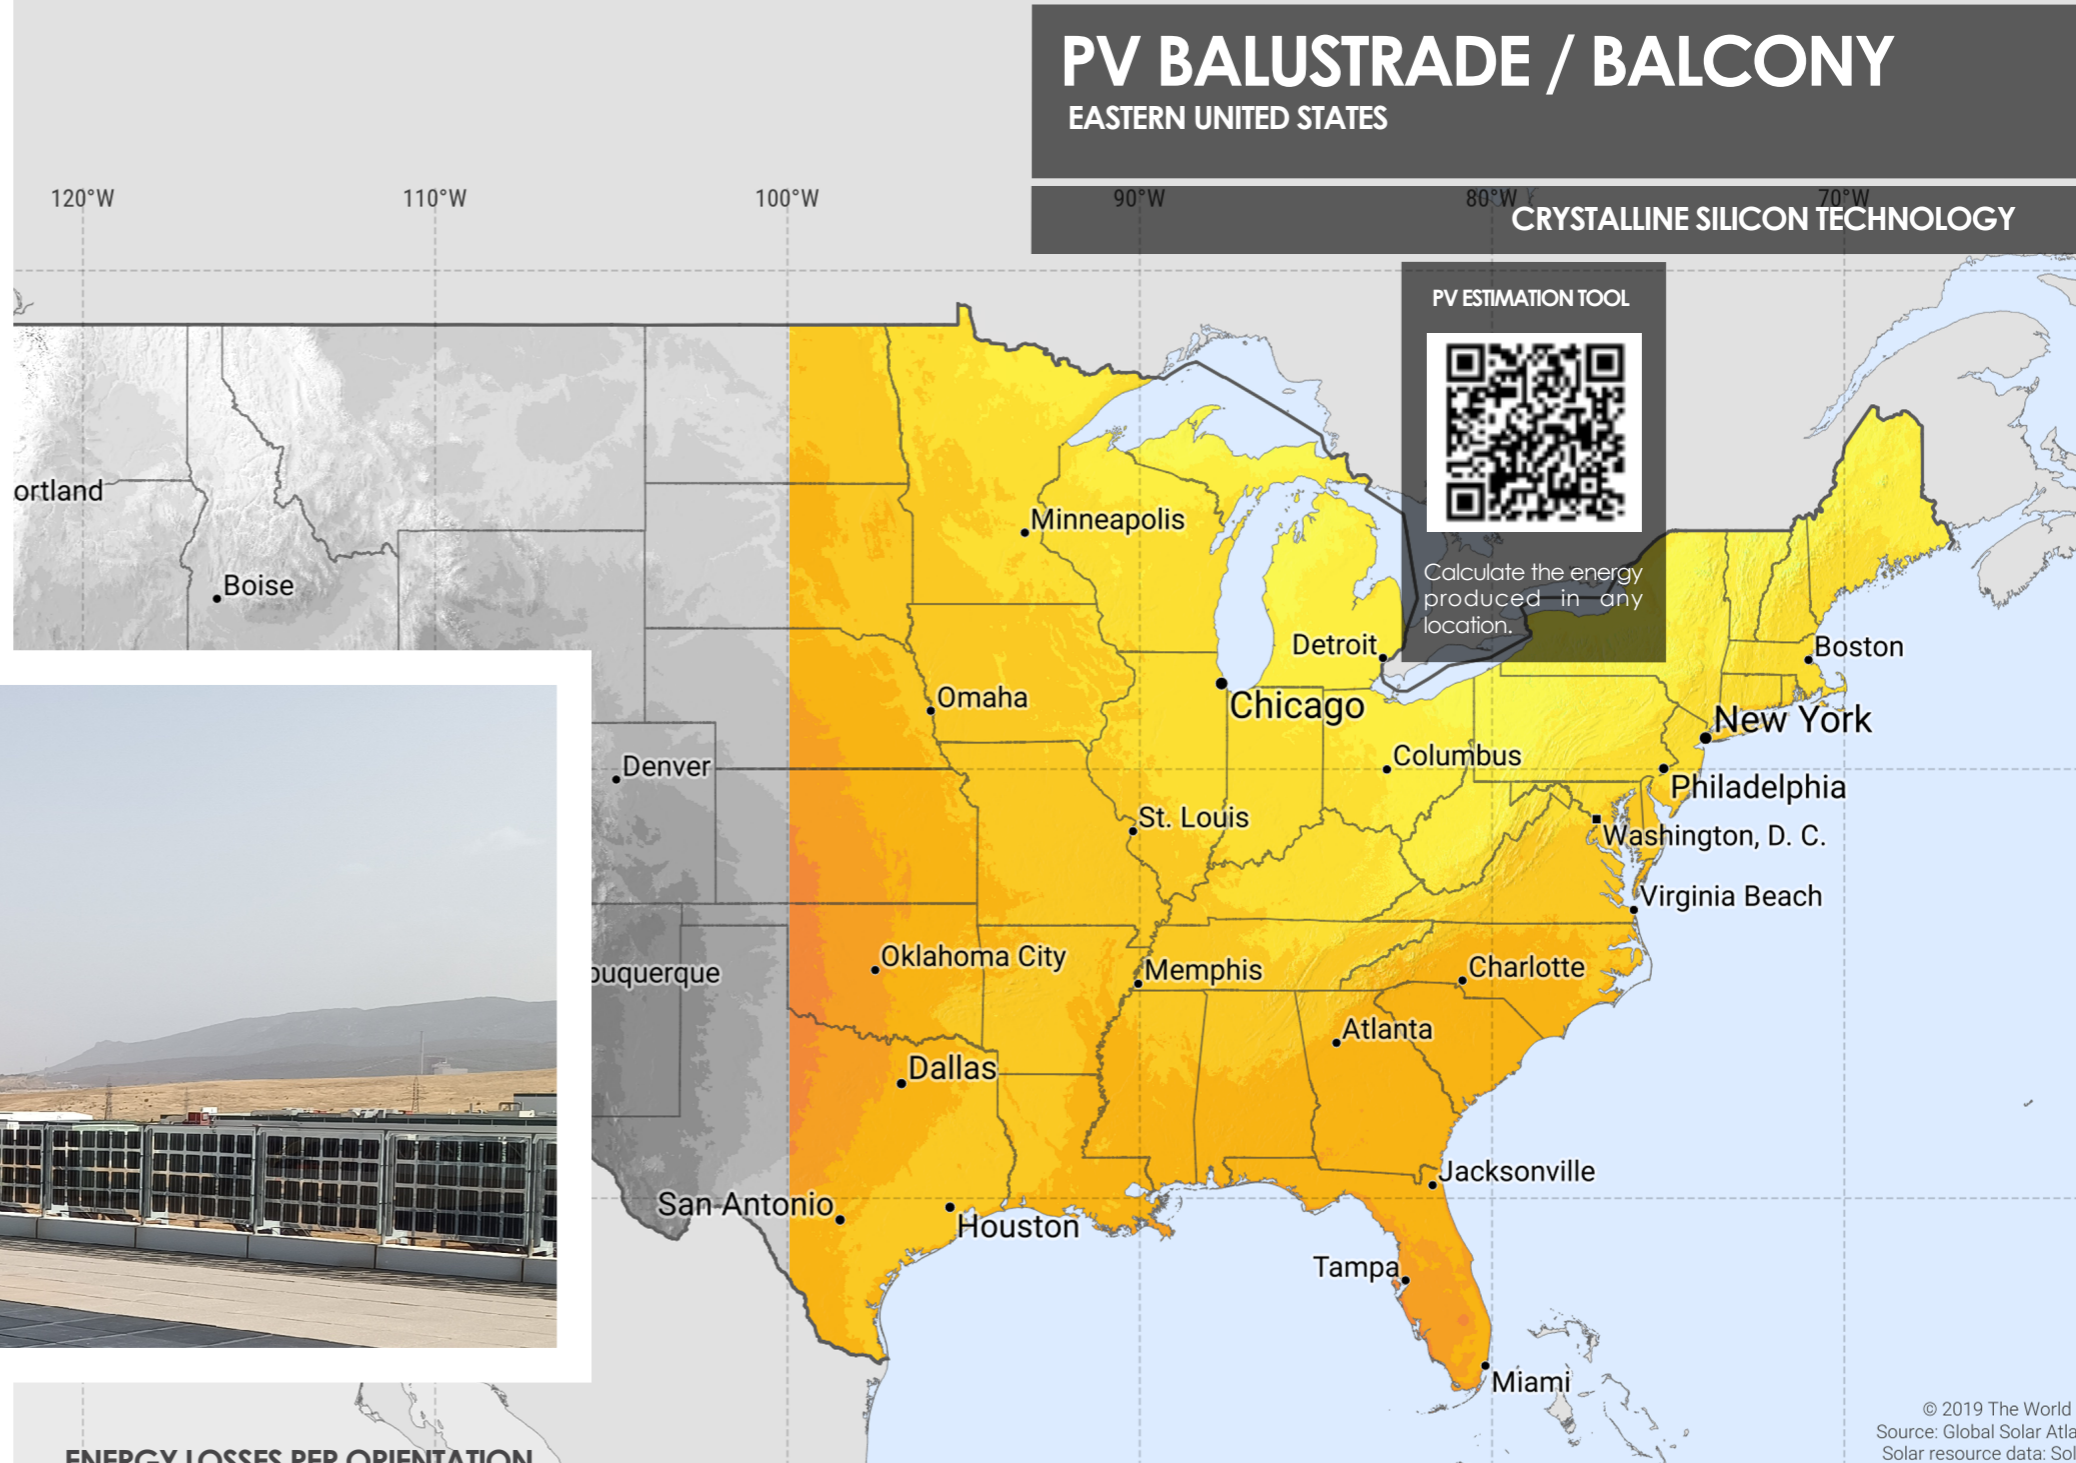 PV BALUSTRADE / BALCONY
EASTERN UNITED STATES
120°W
110°W
100°W
90°W
80°W
70°W
CRYSTALLINE SILICON TECHNOLOGY
PV ESTIMATION TOOL
Calculate the energy
produced in any
location.
ortland
Minneapolis
Boise
Detroit
Boston
Omaha
Chicago
New York
Denver
Columbus
Philadelphia
St. Louis
Washington, D. C.
Virginia Beach
Oklahoma City
buquerque
Memphis
Charlotte
Atlanta
Dallas
Jacksonville
San Antonio
Houston
Tampa
Miami
© 2019 The World
Source: Global Solar Atla
Solar resource data: Sol
ENERGY LOSSES PER ORIENTATION